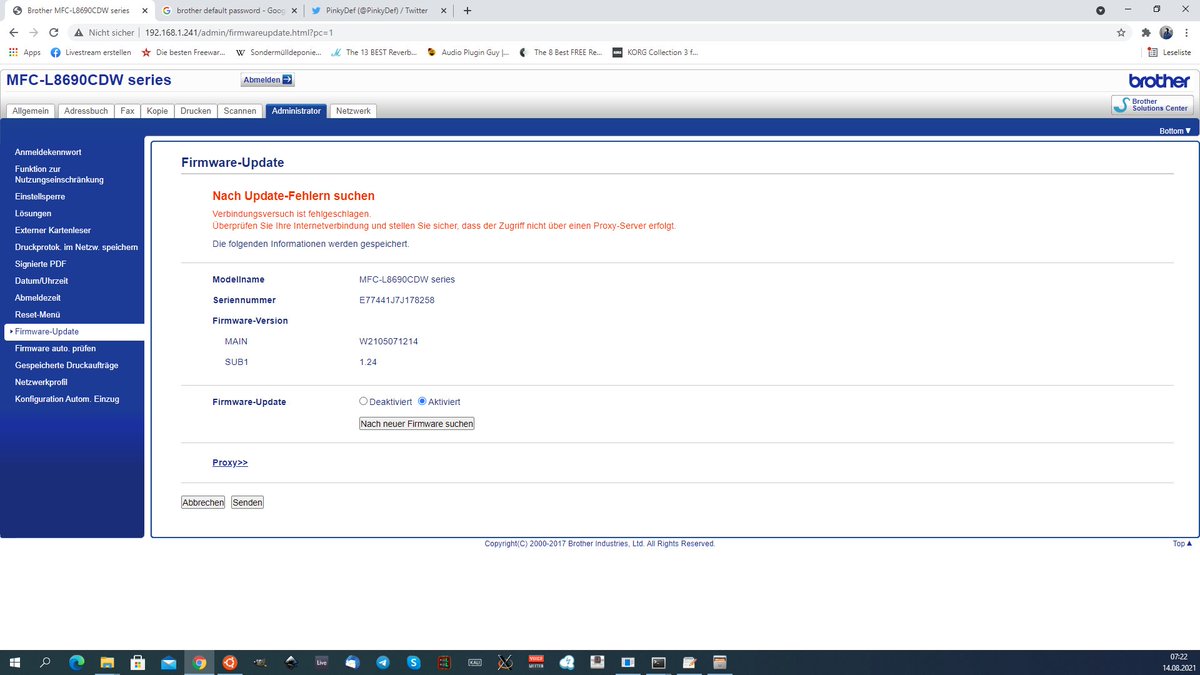 Brother MFC-L8690CDW series
brother default password - Goog
PinkyDef (@PinkyDef) / Twitter
Nicht sicher
192.168.1.241/admin/firmwareupdate.html?pc=1
Apps
Livestream erstellen
Die besten Freewar...
Sondermülldeponie...
The 13 BEST Reverb...
Audio Plugin Guy |...
The 8 Best FREE Re...
KORG Collection 3 f...
Leseliste
MFC-L8690CDW series
Abmelden
brother
Allgemein
Adressbuch
Fax
Kopie
Drucken
Scannen
Administrator
Netzwerk
Brother
Solutions Center
Bottom▼
Anmeldekennwort
Funktion zur
Nutzungseinschränkung
Einstellsperre
Lösungen
Externer Kartenleser
Druckprotok. im Netzw. speichern
Signierte PDF
Datum/Uhrzeit
Abmeldezeit
Reset-Menü
Firmware-Update
Firmware auto. prüfen
Gespeicherte Druckaufträge
Netzwerkprofil
Konfiguration Autom. Einzug
Firmware-Update
Nach Update-Fehlern suchen
Verbindungsversuch ist fehlgeschlagen.
Überprüfen Sie Ihre Internetverbindung und stellen Sie sicher, dass der Zugriff nicht über einen Proxy-Server erfolgt.
Die folgenden Informationen werden gespeichert.
Modellname MFC-L8690CDW series
Seriennummer E77441J7J178258
Firmware-Version
MAIN W2105071214
SUB1 1.24
Firmware-Update Deaktiviert Aktiviert
Nach neuer Firmware suchen
Proxy>>
Abbrechen Senden
Copyright(C) 2000-2017 Brother Industries, Ltd. All Rights Reserved.
Top▲
Live
KALI
07:22
14.08.2021